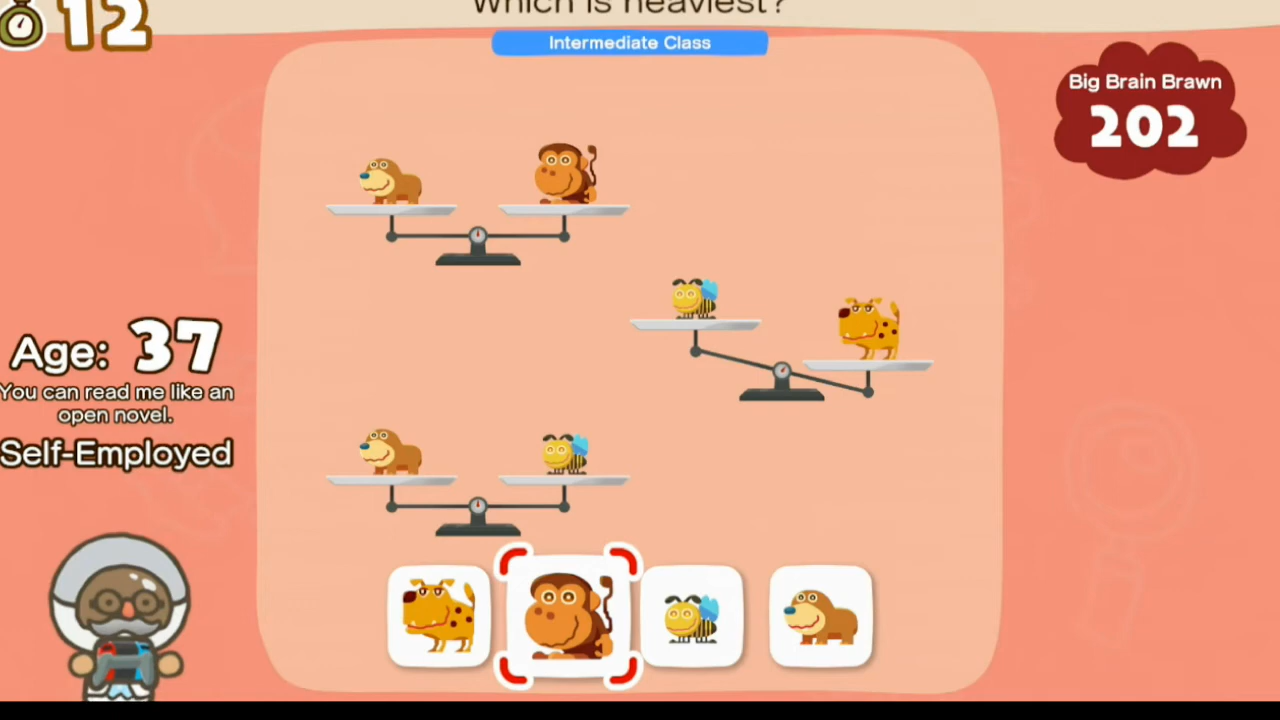 Which is heaviest?
12
Intermediate Class
Big Brain Brawn
202
Age: 37
You can read me like an
open novel.
Self-Employed